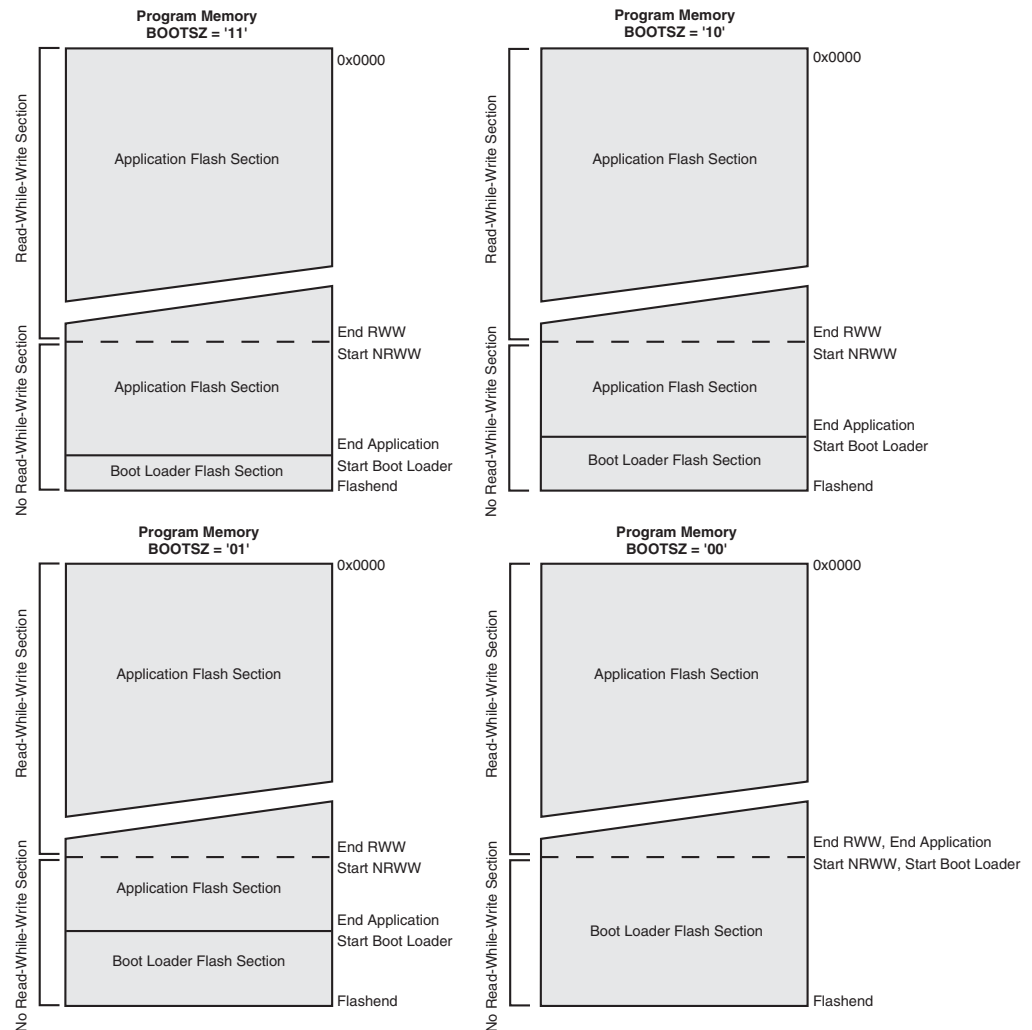 Program Memory
BOOTSZ = '11'
0x0000
Read-While-Write Section
Application Flash Section
End RWW
Start NRWW
No Read-While-Write Section
Application Flash Section
End Application
Start Boot Loader
Boot Loader Flash Section
Flashend
Program Memory
BOOTSZ = '10'
0x0000
Read-While-Write Section
Application Flash Section
End RWW
Start NRWW
No Read-While-Write Section
Application Flash Section
End Application
Start Boot Loader
Boot Loader Flash Section
Flashend
Program Memory
BOOTSZ = '01'
0x0000
Read-While-Write Section
Application Flash Section
End RWW
Start NRWW
No Read-While-Write Section
Application Flash Section
End Application
Start Boot Loader
Boot Loader Flash Section
Flashend
Program Memory
BOOTSZ = '00'
0x0000
Read-While-Write Section
Application Flash Section
End RWW, End Application
Start NRWW, Start Boot Loader
No Read-While-Write Section
Boot Loader Flash Section
Flashend